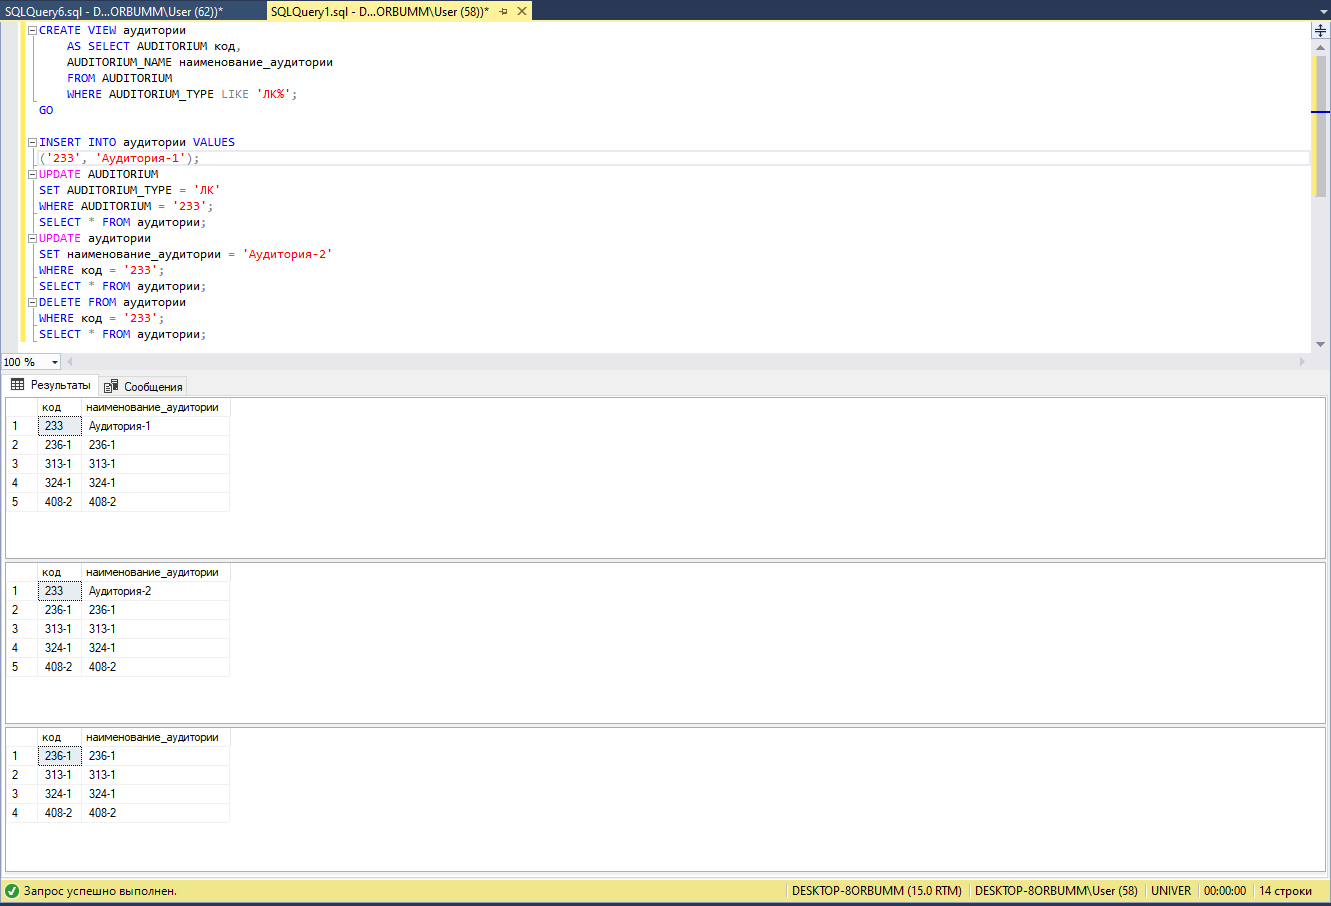 SQLQuery6.sql - D...ORBUMM\User (62))*
SQLQuery1.sql - D...ORBUMM\User (58))*
CREATE VIEW аудитории
AS SELECT AUDITORIUM код,
AUDITORIUM_NAME наименование_аудитории
FROM AUDITORIUM
WHERE AUDITORIUM_TYPE LIKE 'ЛК%';
GO
INSERT INTO аудитории VALUES
('233', 'Аудитория-1');
UPDATE AUDITORIUM
SET AUDITORIUM_TYPE = 'ЛК'
WHERE AUDITORIUM = '233';
SELECT * FROM аудитории;
UPDATE аудитории
SET наименование_аудитории = 'Аудитория-2'
WHERE код = '233';
SELECT * FROM аудитории;
DELETE FROM аудитории
WHERE код = '233';
SELECT * FROM аудитории;
100 %
Результаты Сообщения
код наименование_аудитории
1 233 Аудитория-1
2 236-1 236-1
3 313-1 313-1
4 324-1 324-1
5 408-2 408-2
код наименование_аудитории
1 233 Аудитория-2
2 236-1 236-1
3 313-1 313-1
4 324-1 324-1
5 408-2 408-2
код наименование_аудитории
1 236-1 236-1
2 313-1 313-1
3 324-1 324-1
4 408-2 408-2
Запрос успешно выполнен. DESKTOP-8ORBUMM (15.0 RTM) DESKTOP-8ORBUMM\User (58) UNIVER 00:00:00 14 строки